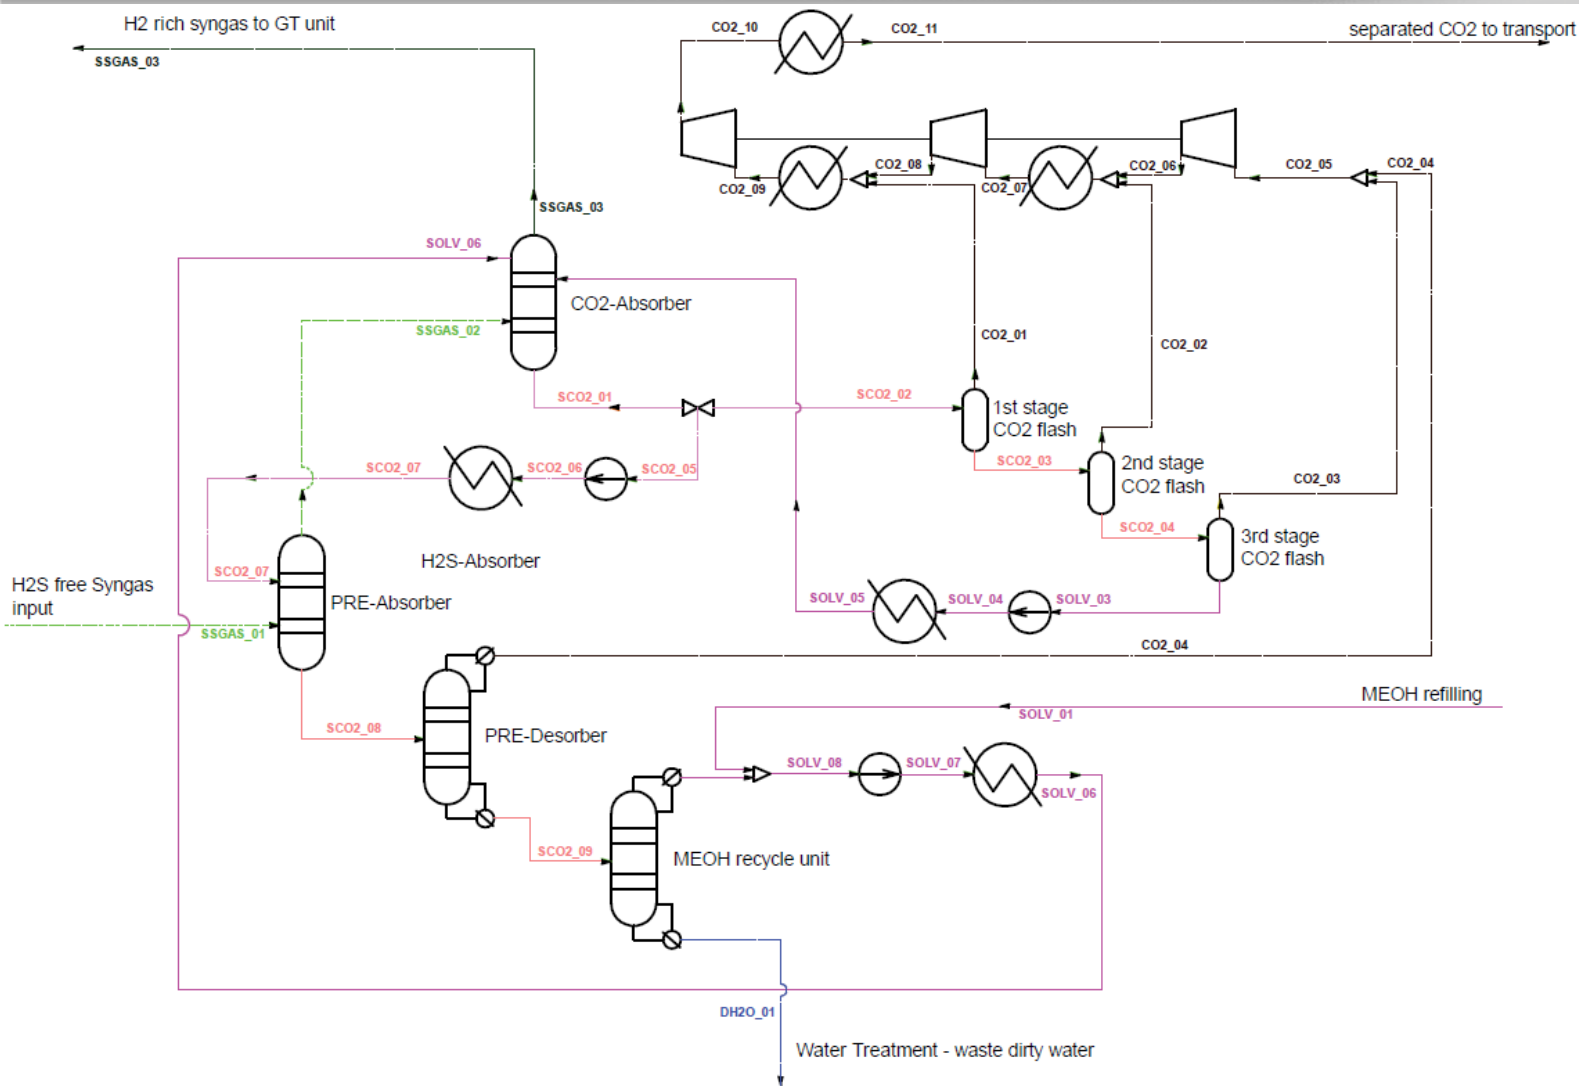 H2 rich syngas to GT unit
SSGAS_03
CO2_10
CO2_11
separated CO2 to transport
CO2_09
CO2_08
CO2_07
CO2_06
CO2_05
CO2_04
SSGAS_03
SOLV_06
CO2-Absorber
SSGAS_02
CO2_01
CO2_02
SCO2_01
SCO2_02
1st stage
CO2 flash
SCO2_07
SCO2_06
SCO2_05
SCO2_03
2nd stage
CO2 flash
CO2_03
SCO2_04
3rd stage
CO2 flash
H2S-Absorber
SCO2_07
H2S free Syngas
input
PRE-Absorber
SSGAS_01
SOLV_05
SOLV_04
SOLV_03
CO2_04
MEOH refilling
SOLV_01
SCO2_08
PRE-Desorber
SOLV_08
SOLV_07
SOLV_06
SCO2_09
MEOH recycle unit
DH2O_01
Water Treatment - waste dirty water